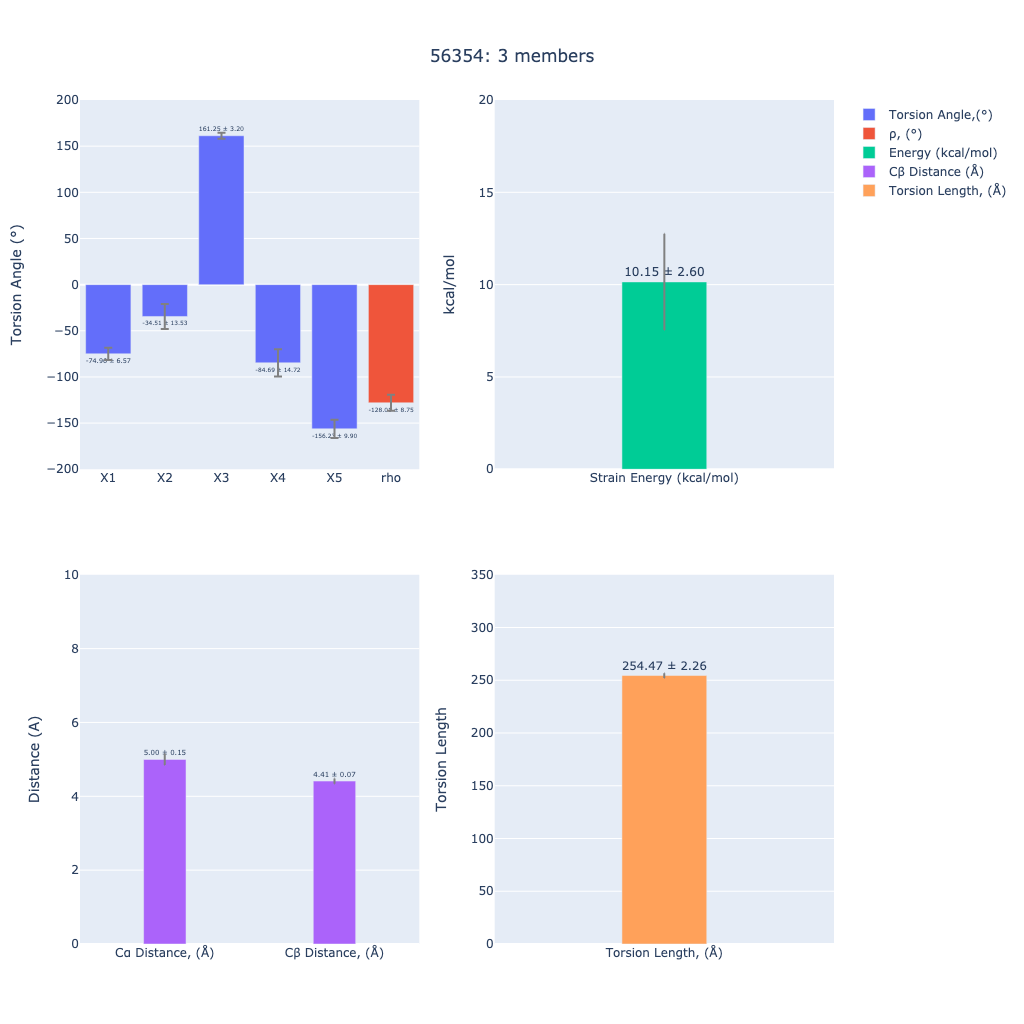 56354: 3 members
Torsion Angle (°)
200
150
100
50
0
−50
−100
−150
−200
161.25 ± 3.20
-34.51 ± 13.53
-74.96 ± 6.57
-84.69 ± 14.72
-128.07 ± 8.75
-156.23 ± 9.90
X1 X2 X3 X4 X5 rho
kcal/mol
20
15
10
5
0
10.15 ± 2.60
Strain Energy (kcal/mol)
Torsion Angle,(°)
ρ, (°)
Energy (kcal/mol)
Cβ Distance (Å)
Torsion Length, (Å)
Distance (A)
10
8
6
4
2
0
5.00 ± 0.15
4.41 ± 0.07
Cα Distance, (Å) Cβ Distance, (Å)
Torsion Length
350
300
250
200
150
100
50
0
254.47 ± 2.26
Torsion Length, (Å)